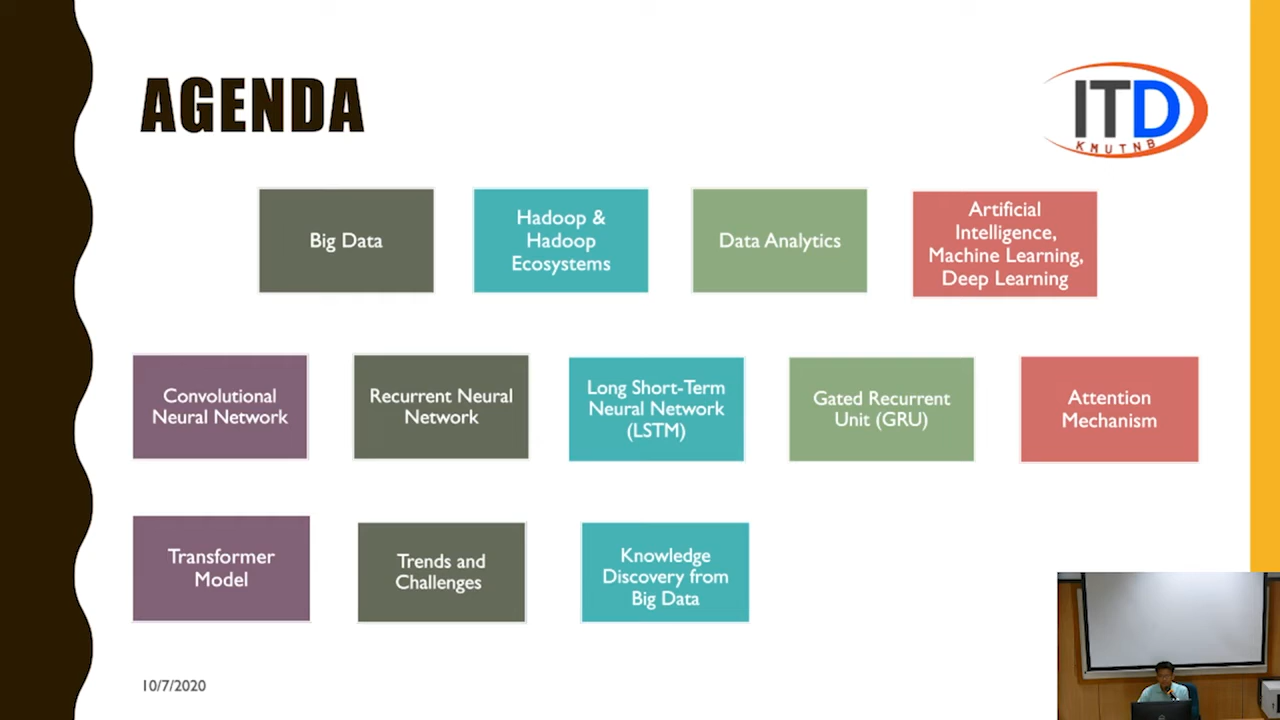 AGENDA
ITD
KMUTNB
Big Data
Hadoop &
Hadoop
Ecosystems
Data Analytics
Artificial
Intelligence,
Machine Learning,
Deep Learning
Convolutional
Neural Network
Recurrent Neural
Network
Long Short-Term
Neural Network
(LSTM)
Gated Recurrent
Unit (GRU)
Attention
Mechanism
Transformer
Model
Trends and
Challenges
Knowledge
Discovery from
Big Data
10/7/2020